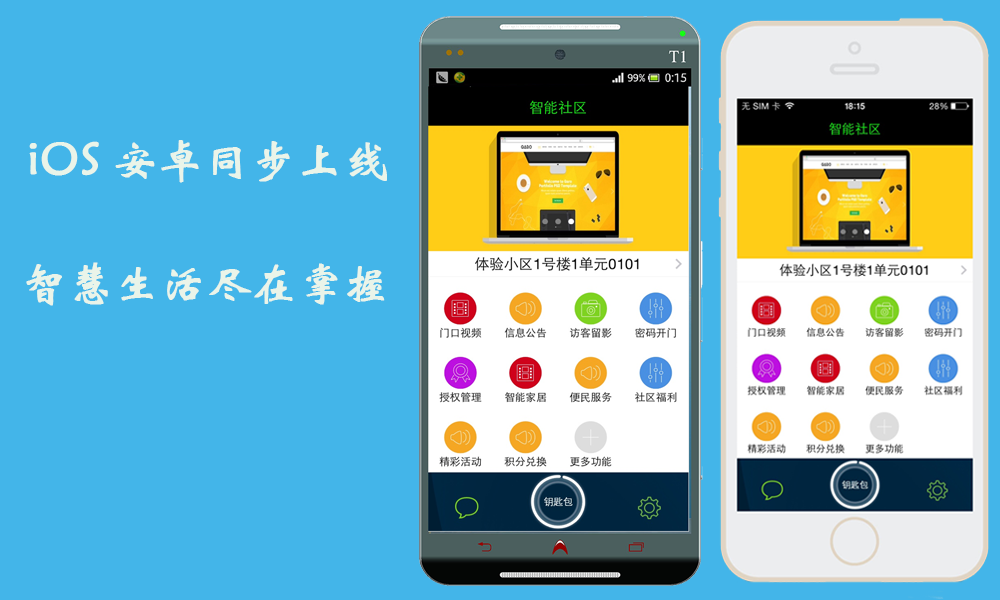 iOS 安卓同步上线
智慧生活尽在掌握
T1
99% 0:15
智能社区
GABO
体验小区1号楼1单元0101
门口视频 信息公告 访客留影 密码开门
授权管理 智能家居 便民服务 社区福利
精彩活动 积分兑换 更多功能
钥匙包
无 SIM 卡 18:15 28%
智能社区
体验小区1号楼1单元0101
门口视频 信息公告 访客留影 密码开门
授权管理 智能家居 便民服务 社区福利
精彩活动 积分兑换 更多功能
钥匙包